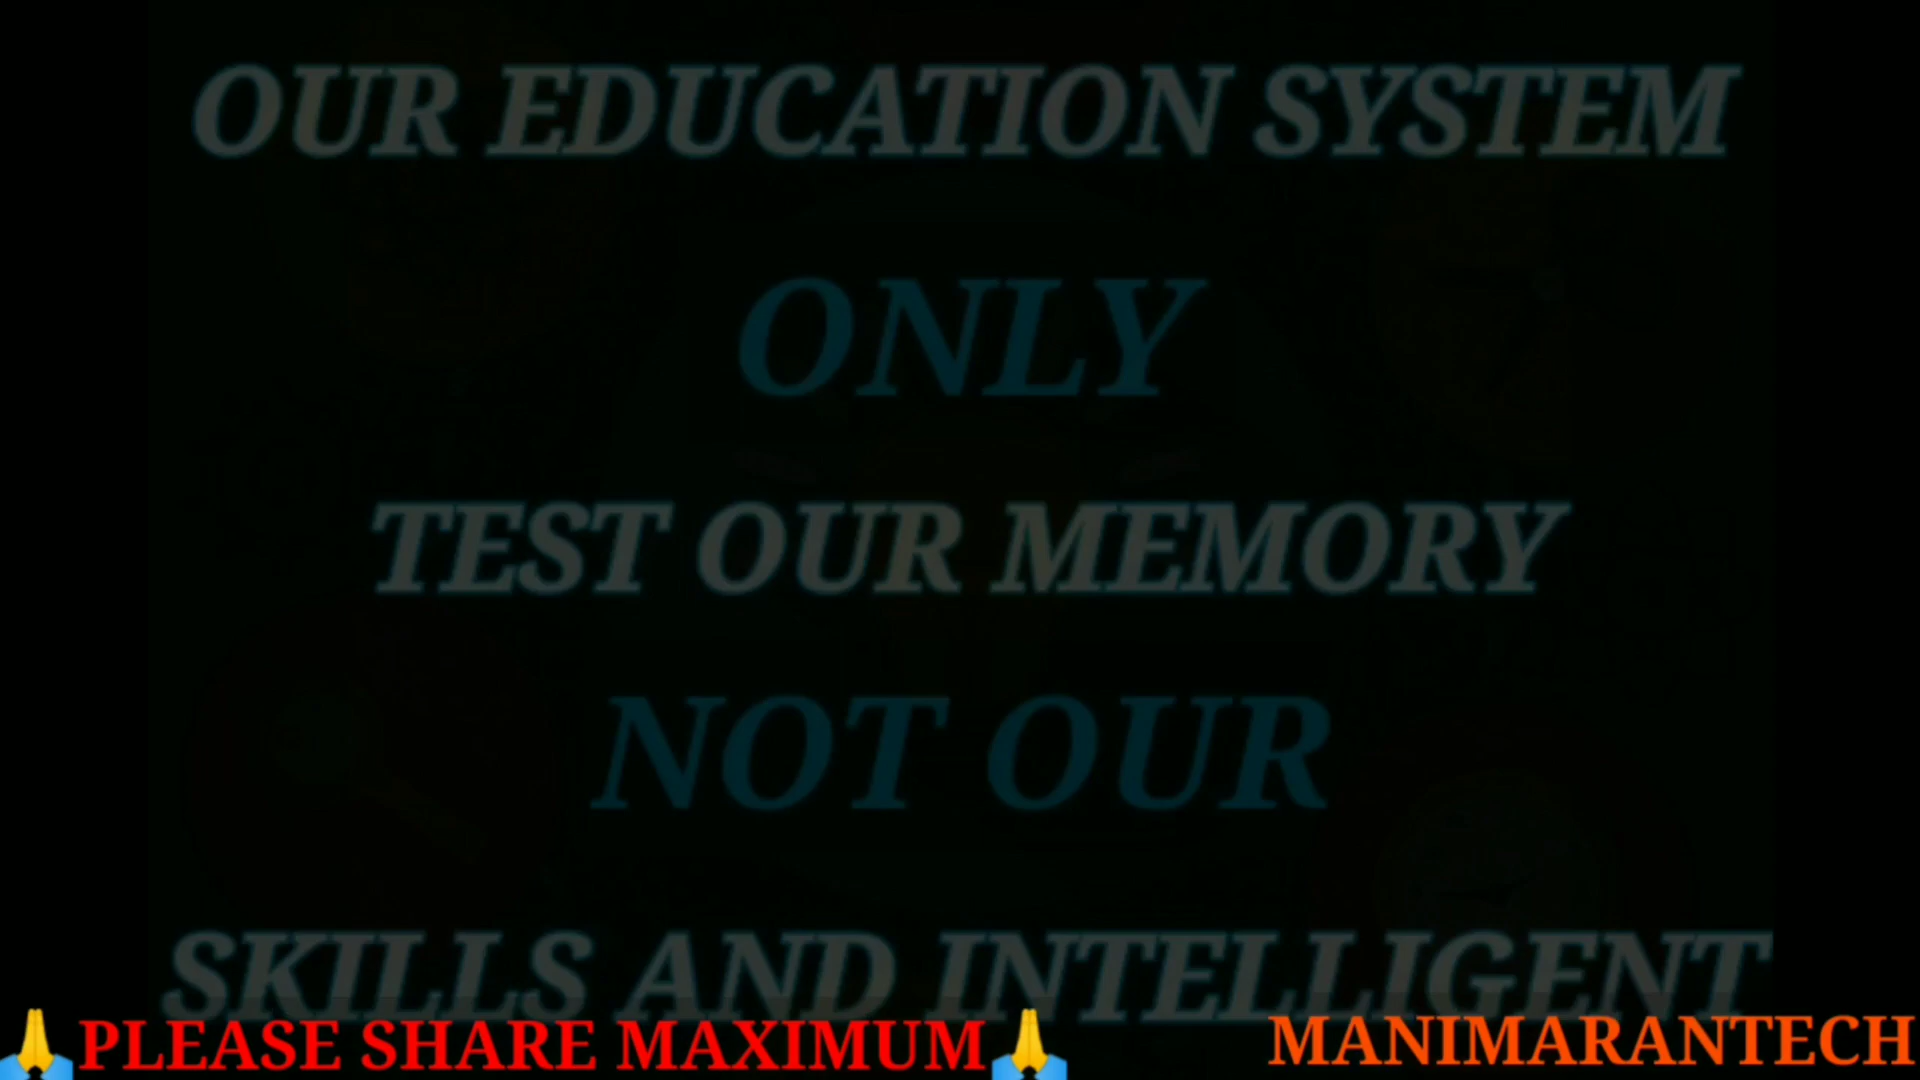 OUR EDUCATION SYSTEM
ONLY
TEST OUR MEMORY
NOT OUR
SKILLS AND INTELLIGENT
🙏PLEASE SHARE MAXIMUM🙏 MANIMARANTECH